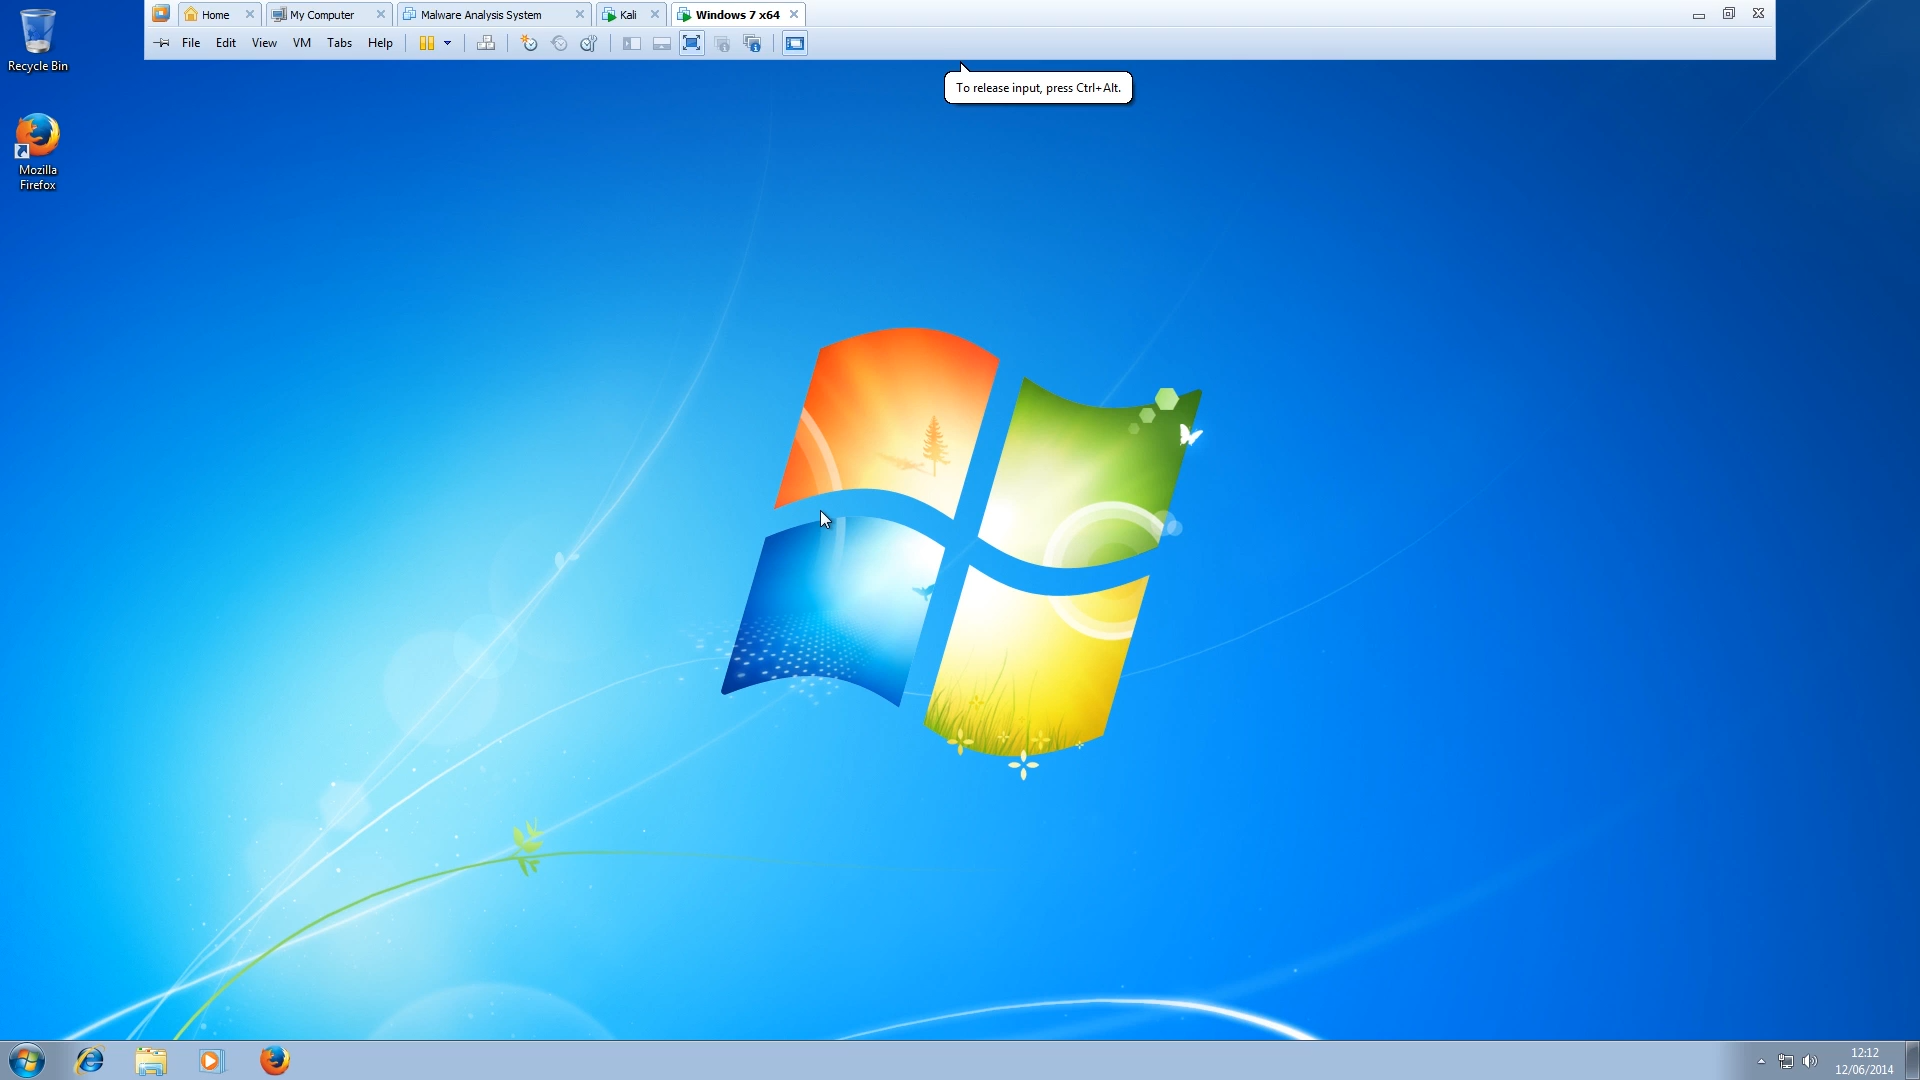 Home
My Computer
Malware Analysis System
Kali
Windows 7 x64
File Edit View VM Tabs Help
To release input, press Ctrl+Alt.
Recycle Bin
Mozilla
Firefox
12:12
12/06/2014